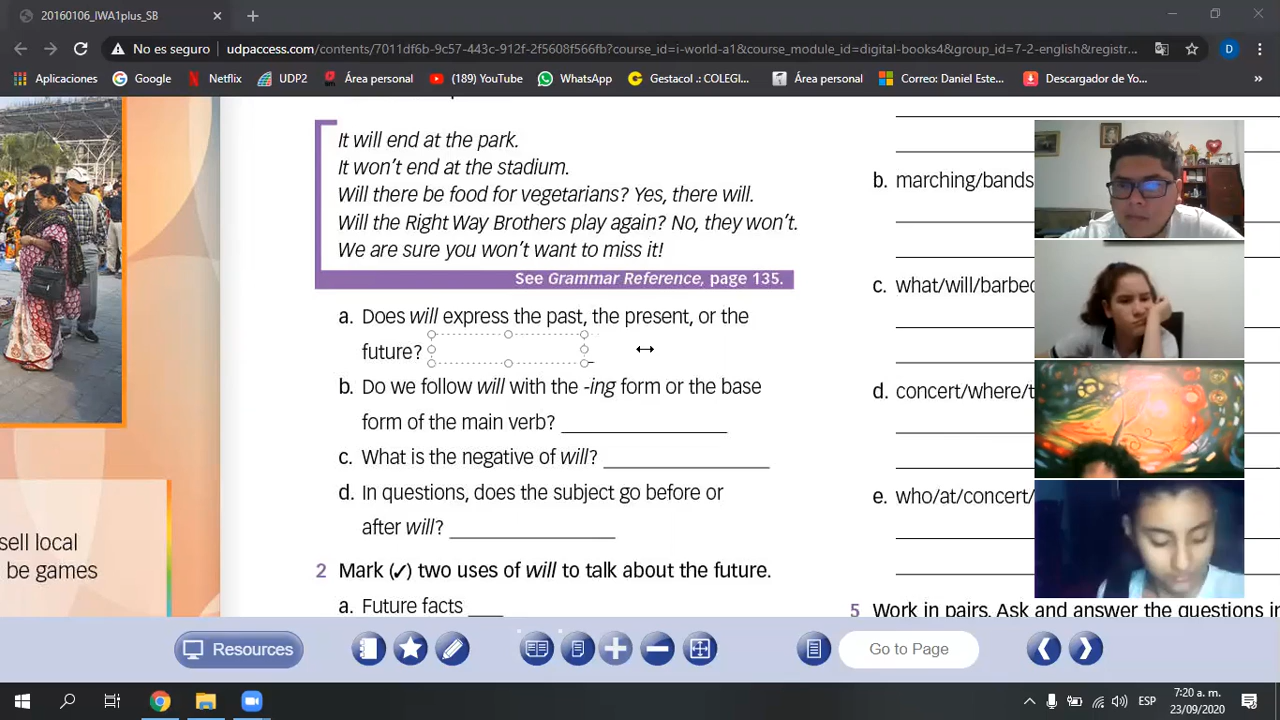 20160106_IWA1plus_SB
No es seguro
udpaccess.com/contents/7011df6b-9c57-443c-912f-2f5608f566fb?course_id=i-world-a1&course_module_id=digital-books4&group_id=7-2-english&registr...
D
Aplicaciones
Google
Netflix
UDP2
Área personal
(189) YouTube
WhatsApp
Gestacol .: COLEGI...
Área personal
Correo: Daniel Este...
Descargador de Yo...
»
It will end at the park.
It won't end at the stadium.
Will there be food for vegetarians? Yes, there will.
Will the Right Way Brothers play again? No, they won't.
We are sure you won't want to miss it!
See Grammar Reference, page 135.
a. Does will express the past, the present, or the
future?
b. Do we follow will with the -ing form or the base
form of the main verb?
c. What is the negative of will?
d. In questions, does the subject go before or
after will?
2 Mark (✓) two uses of will to talk about the future.
a. Future facts
sell local
be games
b. marching/bands
c. what/will/barbec
d. concert/where/t
e. who/at/concert/
5 Work in pairs. Ask and answer the questions in
Resources
Go to Page
ESP
7:20 a. m.
23/09/2020